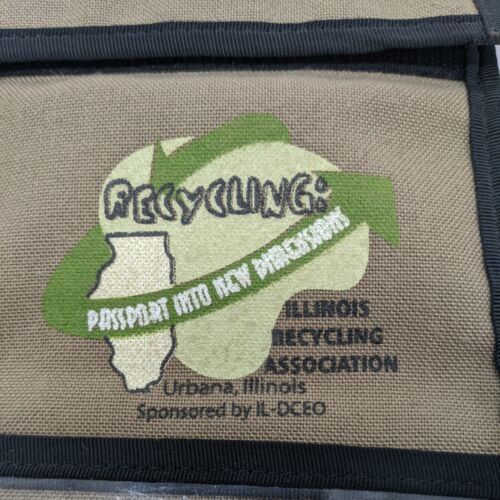 RECYCLING:
PASSPORT INTO NEW DIMENSIONS
ILLINOIS
RECYCLING
ASSOCIATION
Urbana, Illinois
Sponsored by IL-DCEO